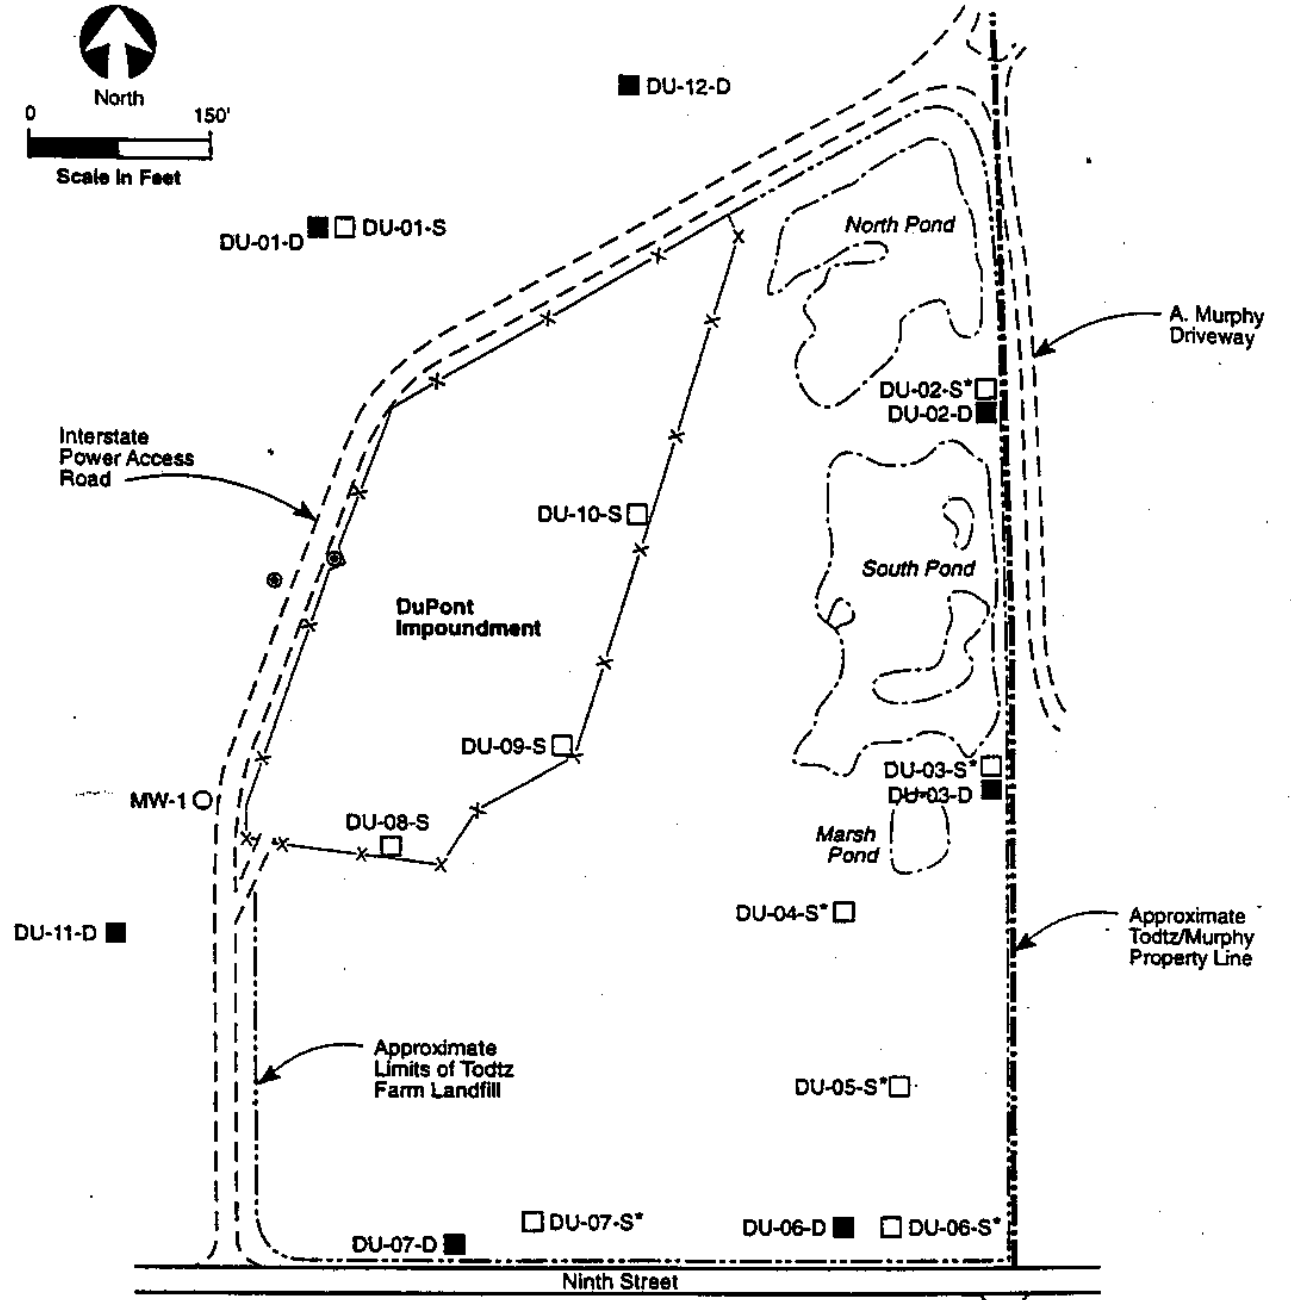 DU-12-D
North
0 150'
Scale In Feet
DU-01-D
DU-01-S
North Pond
A. Murphy
Driveway
DU-02-S*
DU-02-D
Interstate
Power Access
Road
DU-10-S
South Pond
DuPont
Impoundment
DU-09-S
DU-03-S*
DU-03-D
MW-1
DU-08-S
Marsh
Pond
DU-04-S*
DU-11-D
Approximate
Todtz/Murphy
Property Line
Approximate
Limits of Todtz
Farm Landfill
DU-05-S*
DU-07-S*
DU-06-D
DU-06-S*
DU-07-D
Ninth Street